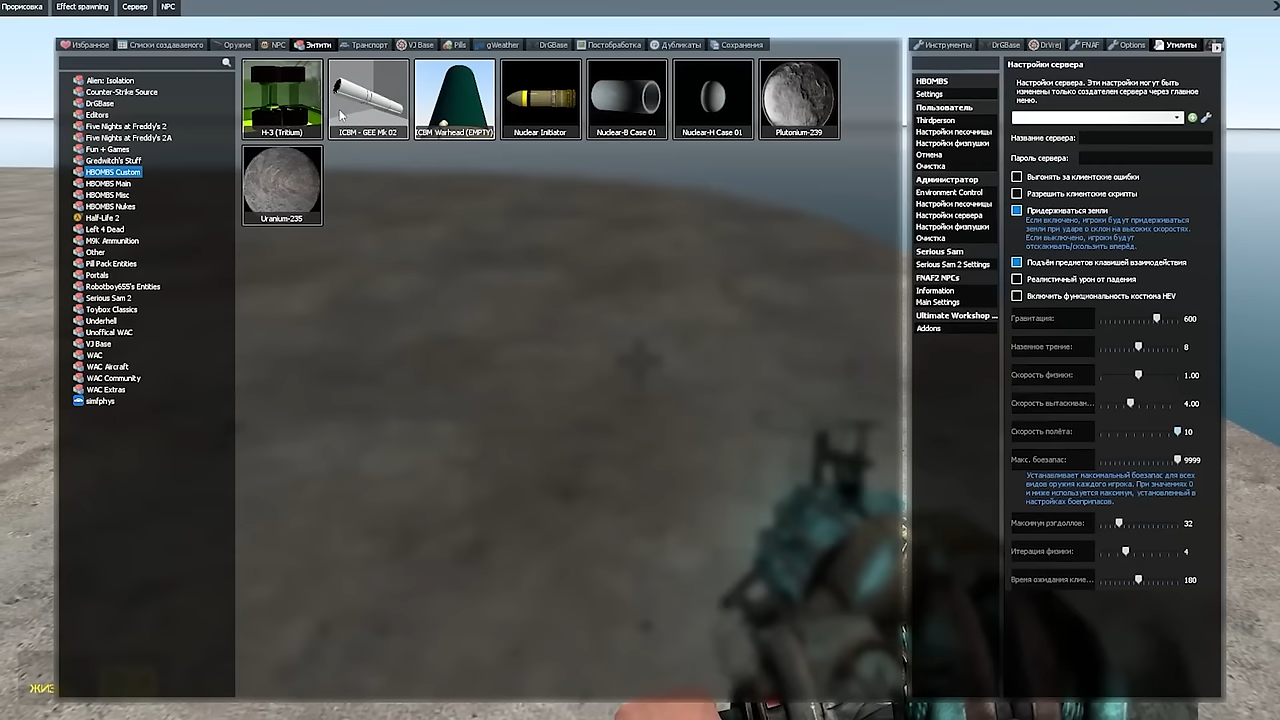 Прорисовка Effect spawning Сервер NPC
Избранное Списки создаваемого Оружие NPC Энтити Транспорт VJ Base Pills gWeather DrGBase Постобработка Дубликаты Сохранения
Alien: Isolation
Counter-Strike Source
DrGBase
Editors
Five Nights at Freddy's 2
Five Nights at Freddy's 2A
Fun + Games
Gredwitch's Stuff
HBOMBS Custom
HBOMBS Main
HBOMBS Misc
HBOMBS Nukes
Half-Life 2
Left 4 Dead
M9K Ammunition
Other
Pill Pack Entities
Portals
Robotboy655's Entities
Serious Sam 2
Toybox Classics
Underhell
Unoffical WAC
VJ Base
WAC
WAC Aircraft
WAC Community
WAC Extras
simfphys
H-3 (Tritium)
ICBM - GEE Mk 02
ICBM Warhead (EMPTY)
Nuclear Initiator
Nuclear-B Case 01
Nuclear-H Case 01
Plutonium-239
Uranium-235
Инструменты DrGBase DrVrej FNAF Options Утилиты
HBOMBS
Settings
Пользователь
Thirdperson
Настройки песочницы
Настройки физпушки
Отмена
Очистка
Администратор
Environment Control
Настройки песочницы
Настройки сервера
Настройки физпушки
Очистка
Serious Sam
Serious Sam 2 Settings
FNAF2 NPCs
Information
Main Settings
Ultimate Workshop ...
Addons
Настройки сервера
Настройки сервера. Эти настройки могут быть
изменены только создателем сервера через главное
меню.
Название сервера:
Пароль сервера:
Выгонять за клиентские ошибки
Разрешить клиентские скрипты
Придерживаться земли
Если включено, игроки будут придерживаться
земли при ударе о склон на высоких скоростях.
Если выключено, игроки будут
отскакивать/скользить вперёд.
Подъём предметов клавишей взаимодействия
Реалистичный урон от падения
Включить функциональность костюма HEV
Гравитация: 600
Наземное трение: 8
Скорость физики: 1.00
Скорость вытаскиван... 4.00
Скорость полёта: 10
Макс. боезапас: 9999
Устанавливает максимальный боезапас для всех
видов оружия каждого игрока. При значениях 0
и ниже используется максимум, установленный в
настройках боеприпасов.
Максимум рэгдоллов: 32
Итерация физики: 4
Время ожидания клие... 180
ЖИЗ